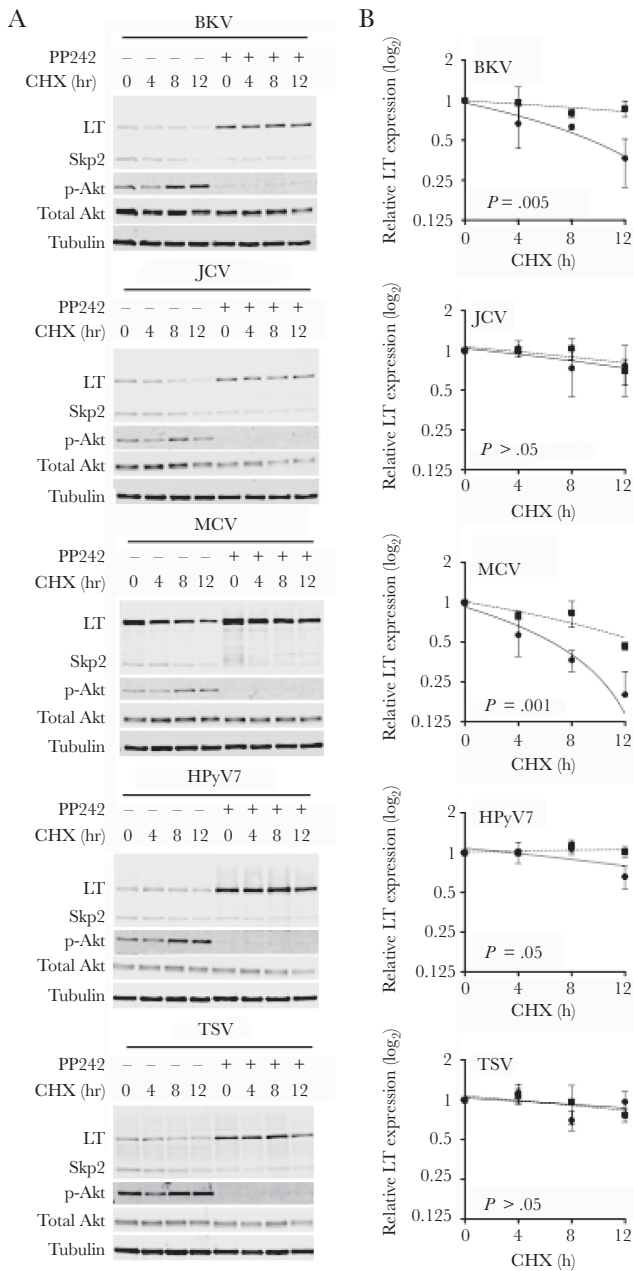 A
BKV
PP242 – – – – + + + +
CHX (hr) 0 4 8 12 0 4 8 12
LT
Skp2
p-Akt
Total Akt
Tubulin
JCV
PP242 – – – – + + + +
CHX (hr) 0 4 8 12 0 4 8 12
LT
Skp2
p-Akt
Total Akt
Tubulin
MCV
PP242 – – – – + + + +
CHX (hr) 0 4 8 12 0 4 8 12
LT
Skp2
p-Akt
Total Akt
Tubulin
HPyV7
PP242 – – – – + + + +
CHX (hr) 0 4 8 12 0 4 8 12
LT
Skp2
p-Akt
Total Akt
Tubulin
TSV
PP242 – – – – + + + +
CHX (hr) 0 4 8 12 0 4 8 12
LT
Skp2
p-Akt
Total Akt
Tubulin
B
Relative LT expression (log2)
2
BKV
1
0.5
0.25
P = .005
0.125
0 4 8 12
CHX (h)
Relative LT expression (log2)
2
JCV
1
0.5
0.25
P > .05
0.125
0 4 8 12
CHX (h)
Relative LT expression (log2)
2
MCV
1
0.5
0.25
P = .001
0.125
0 4 8 12
CHX (h)
Relative LT expression (log2)
2
HPyV7
1
0.5
0.25
P = .05
0.125
0 4 8 12
CHX (h)
Relative LT expression (log2)
2
TSV
1
0.5
0.25
P > .05
0.125
0 4 8 12
CHX (h)